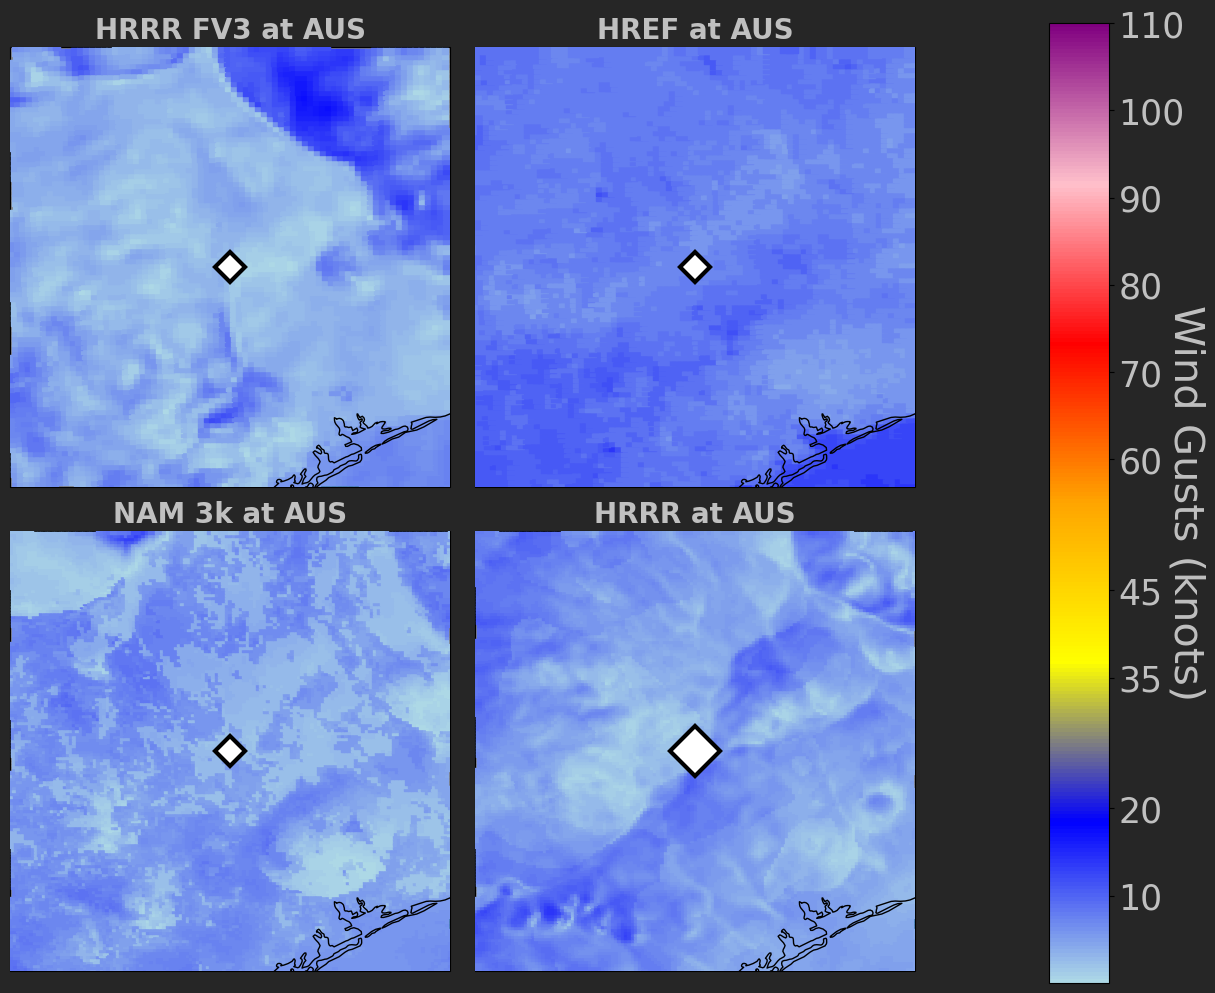 HRRR FV3 at AUS
HREF at AUS
NAM 3k at AUS
HRRR at AUS
110
100
90
80
70
60
45
35
20
10
Wind Gusts (knots)